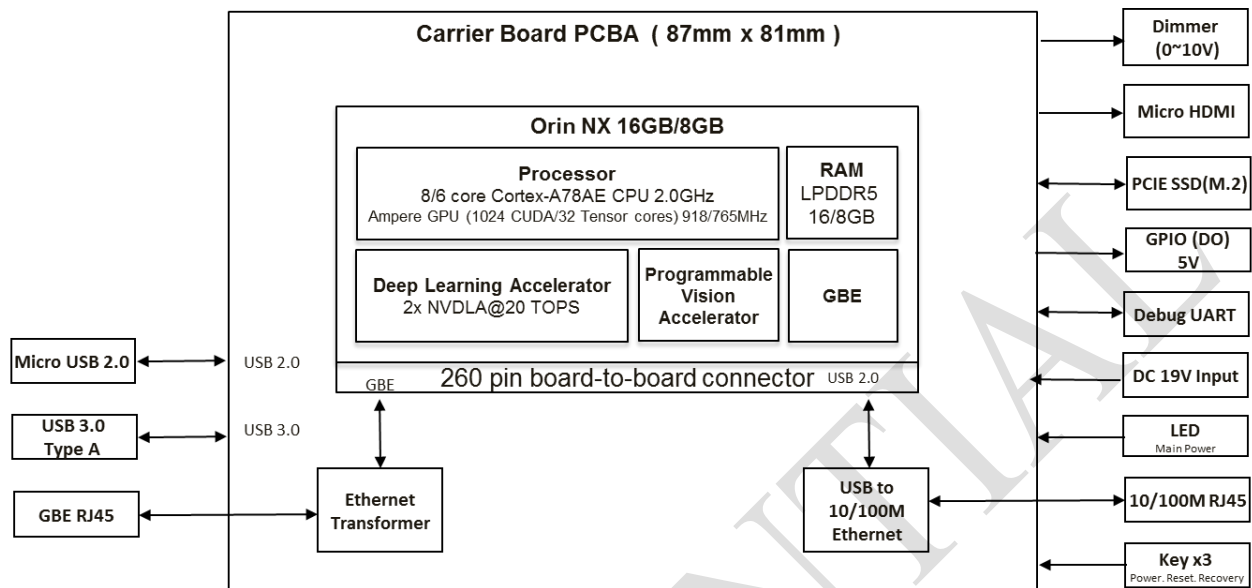 Carrier Board PCBA ( 87mm x 81mm )
Orin NX 16GB/8GB
Processor
8/6 core Cortex-A78AE CPU 2.0GHz
Ampere GPU (1024 CUDA/32 Tensor cores) 918/765MHz
RAM
LPDDR5
16/8GB
Deep Learning Accelerator
2x NVDLA@20 TOPS
Programmable
Vision
Accelerator
GBE
GBE
260 pin board-to-board connector
USB 2.0
Micro USB 2.0
USB 2.0
USB 3.0
Type A
USB 3.0
GBE RJ45
Ethernet
Transformer
USB to
10/100M
Ethernet
Dimmer
(0~10V)
Micro HDMI
PCIE SSD(M.2)
GPIO (DO)
5V
Debug UART
DC 19V Input
LED
Main Power
10/100M RJ45
Key x3
Power. Reset. Recovery
NTIAL